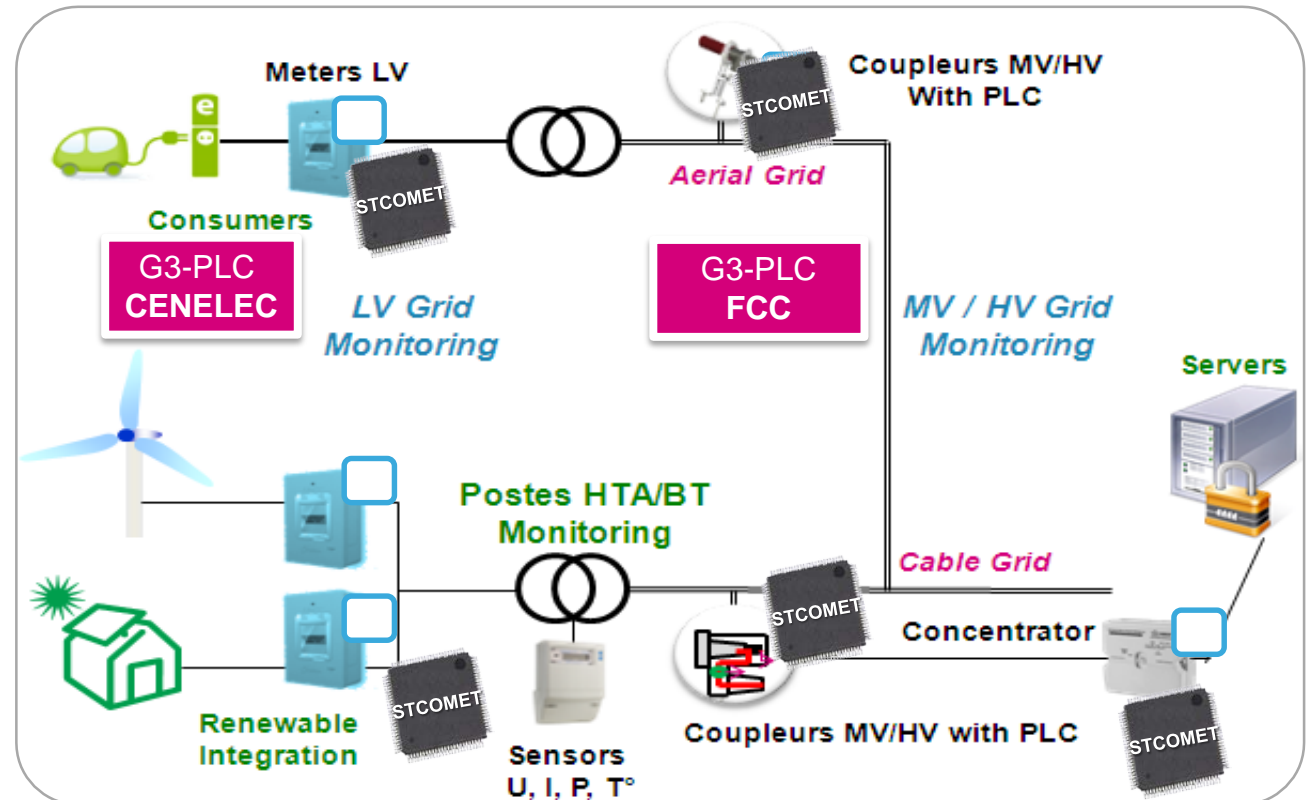 Meters LV
Coupleurs MV/HV
With PLC
STCOMET
e
Aerial Grid
STCOMET
Consumers
G3-PLC
CENELEC
LV Grid
Monitoring
G3-PLC
FCC
MV / HV Grid
Monitoring
Servers
Postes HTA/BT
Monitoring
Cable Grid
STCOMET
Concentrator
STCOMET
Renewable
Integration
Coupleurs MV/HV with PLC
STCOMET
Sensors
U, I, P, T°